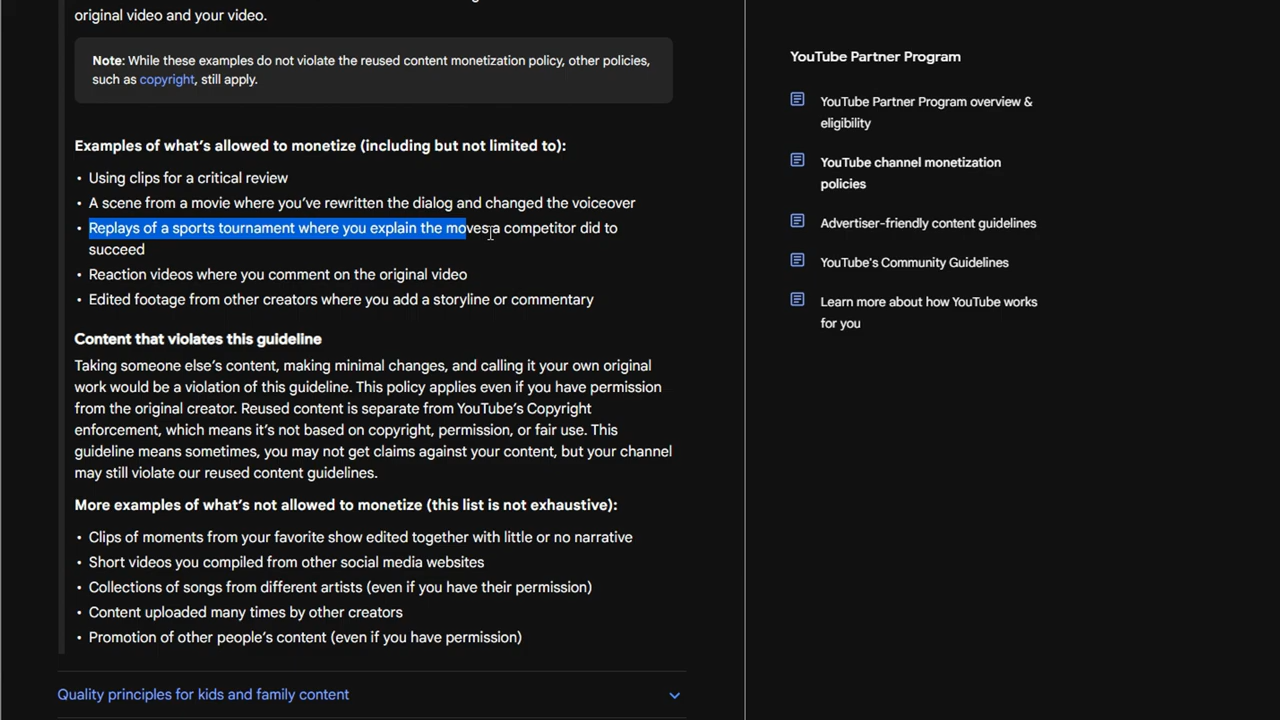 original video and your video.
Note: While these examples do not violate the reused content monetization policy, other policies,
such as copyright, still apply.
Examples of what's allowed to monetize (including but not limited to):
• Using clips for a critical review
• A scene from a movie where you've rewritten the dialog and changed the voiceover
• Replays of a sports tournament where you explain the moves a competitor did to
succeed
• Reaction videos where you comment on the original video
• Edited footage from other creators where you add a storyline or commentary
Content that violates this guideline
Taking someone else's content, making minimal changes, and calling it your own original
work would be a violation of this guideline. This policy applies even if you have permission
from the original creator. Reused content is separate from YouTube's Copyright
enforcement, which means it's not based on copyright, permission, or fair use. This
guideline means sometimes, you may not get claims against your content, but your channel
may still violate our reused content guidelines.
More examples of what's not allowed to monetize (this list is not exhaustive):
• Clips of moments from your favorite show edited together with little or no narrative
• Short videos you compiled from other social media websites
• Collections of songs from different artists (even if you have their permission)
• Content uploaded many times by other creators
• Promotion of other people's content (even if you have permission)
Quality principles for kids and family content
YouTube Partner Program
YouTube Partner Program overview &
eligibility
YouTube channel monetization
policies
Advertiser-friendly content guidelines
YouTube's Community Guidelines
Learn more about how YouTube works
for you